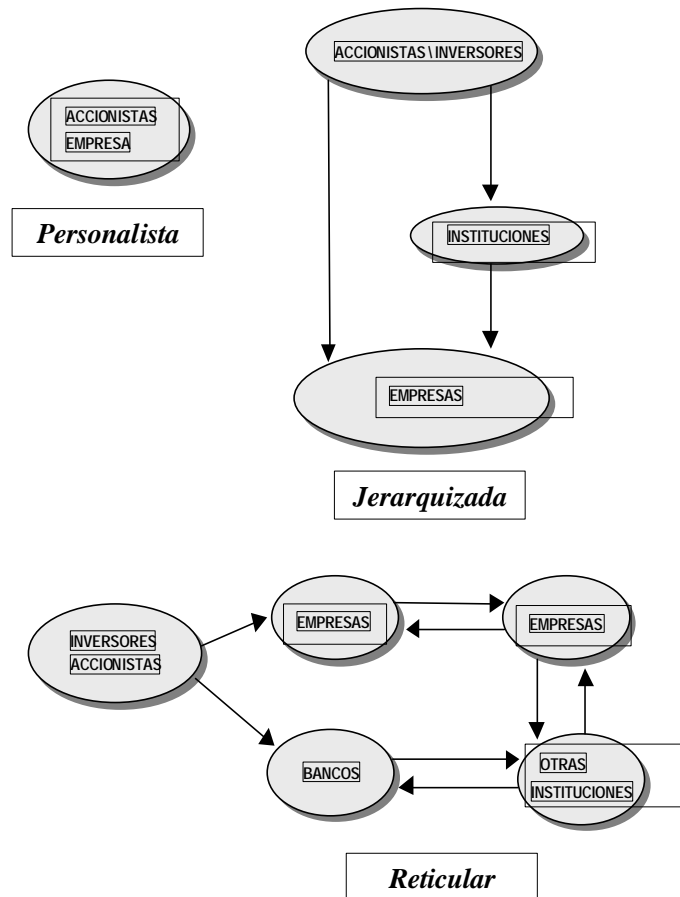 ACCIONISTAS
EMPRESA
Personalista
ACCIONISTAS \ INVERSORES
INSTITUCIONES
EMPRESAS
Jerarquizada
INVERSORES
ACCIONISTAS
EMPRESAS
EMPRESAS
BANCOS
OTRAS
INSTITUCIONES
Reticular